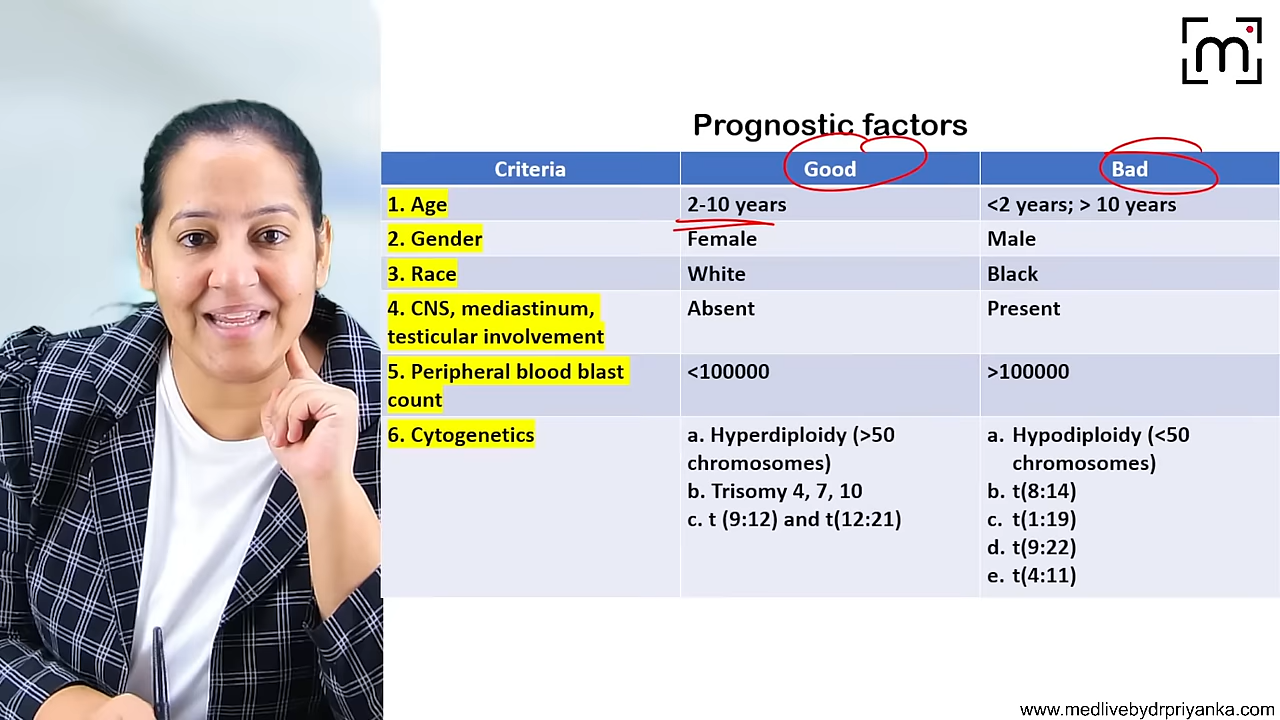 m
Prognostic factors
Criteria Good Bad
1. Age 2-10 years <2 years; > 10 years
2. Gender Female Male
3. Race White Black
4. CNS, mediastinum, Absent Present
testicular involvement
5. Peripheral blood blast <100000 >100000
count
6. Cytogenetics a. Hyperdiploidy (>50 a. Hypodiploidy (<50
chromosomes) chromosomes)
b. Trisomy 4, 7, 10 b. t(8:14)
c. t (9:12) and t(12:21) c. t(1:19)
d. t(9:22)
e. t(4:11)
www.medlivebydrpriyanka.com